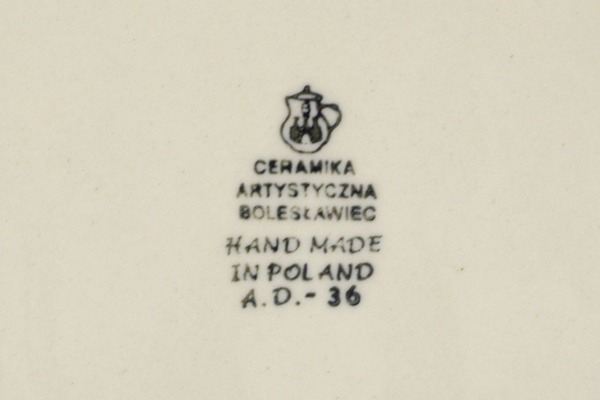 CERAMIKA
ARTYSTYCZNA
BOLESŁAWIEC
HAND MADE
IN POLAND
A.D.- 36